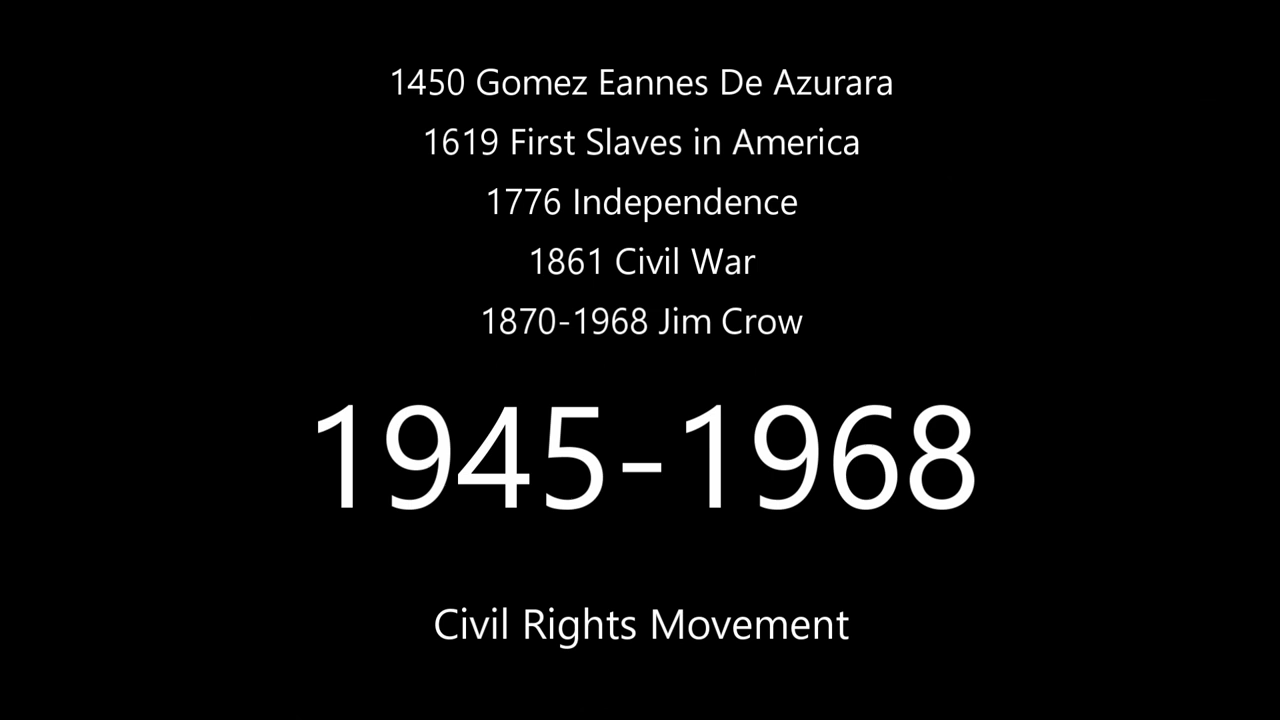 1450 Gomez Eannes De Azurara
1619 First Slaves in America
1776 Independence
1861 Civil War
1870-1968 Jim Crow
1945-1968
Civil Rights Movement